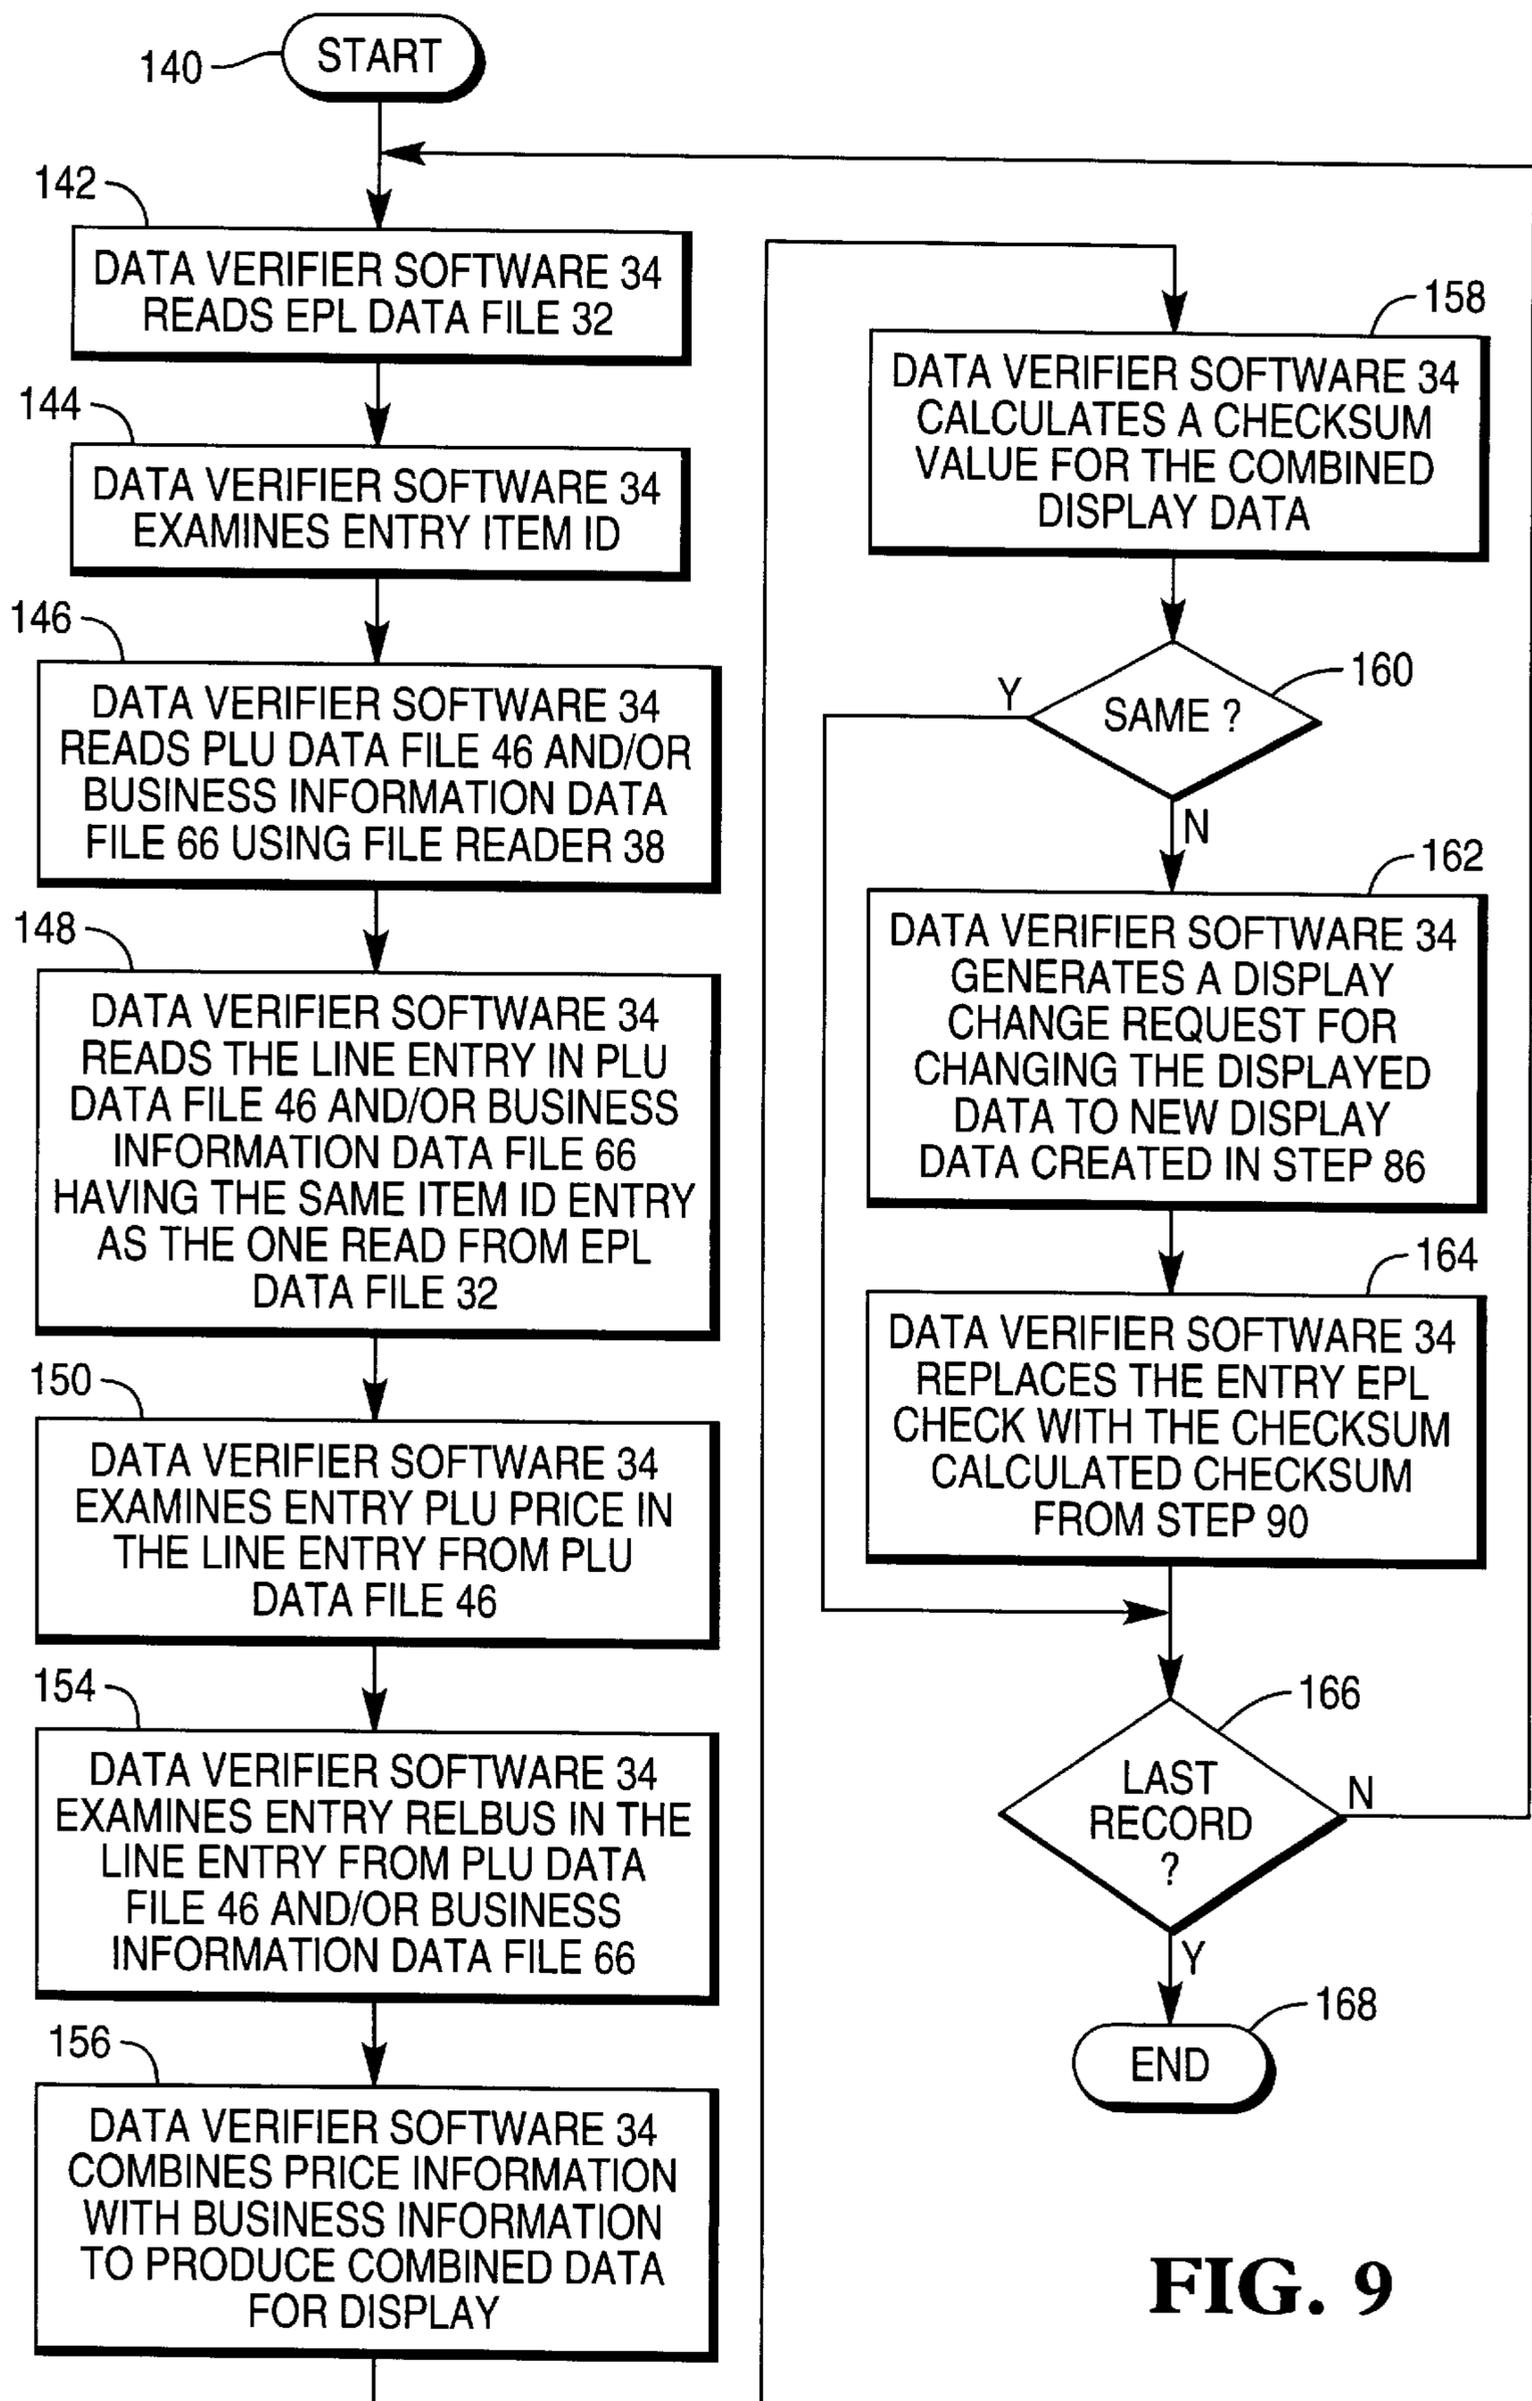 140
START
142
DATA VERIFIER SOFTWARE 34
READS EPL DATA FILE 32
144
DATA VERIFIER SOFTWARE 34
EXAMINES ENTRY ITEM ID
146
DATA VERIFIER SOFTWARE 34
READS PLU DATA FILE 46 AND/OR
BUSINESS INFORMATION DATA
FILE 66 USING FILE READER 38
148
DATA VERIFIER SOFTWARE 34
READS THE LINE ENTRY IN PLU
DATA FILE 46 AND/OR BUSINESS
INFORMATION DATA FILE 66
HAVING THE SAME ITEM ID ENTRY
AS THE ONE READ FROM EPL
DATA FILE 32
150
DATA VERIFIER SOFTWARE 34
EXAMINES ENTRY PLU PRICE IN
THE LINE ENTRY FROM PLU
DATA FILE 46
154
DATA VERIFIER SOFTWARE 34
EXAMINES ENTRY RELBUS IN THE
LINE ENTRY FROM PLU DATA
FILE 46 AND/OR BUSINESS
INFORMATION DATA FILE 66
156
DATA VERIFIER SOFTWARE 34
COMBINES PRICE INFORMATION
WITH BUSINESS INFORMATION
TO PRODUCE COMBINED DATA
FOR DISPLAY
158
DATA VERIFIER SOFTWARE 34
CALCULATES A CHECKSUM
VALUE FOR THE COMBINED
DISPLAY DATA
160
Y
SAME ?
N
162
DATA VERIFIER SOFTWARE 34
GENERATES A DISPLAY
CHANGE REQUEST FOR
CHANGING THE DISPLAYED
DATA TO NEW DISPLAY
DATA CREATED IN STEP 86
164
DATA VERIFIER SOFTWARE 34
REPLACES THE ENTRY EPL
CHECK WITH THE CHECKSUM
CALCULATED CHECKSUM
FROM STEP 90
166
LAST
RECORD
?
N
Y
168
END
FIG. 9